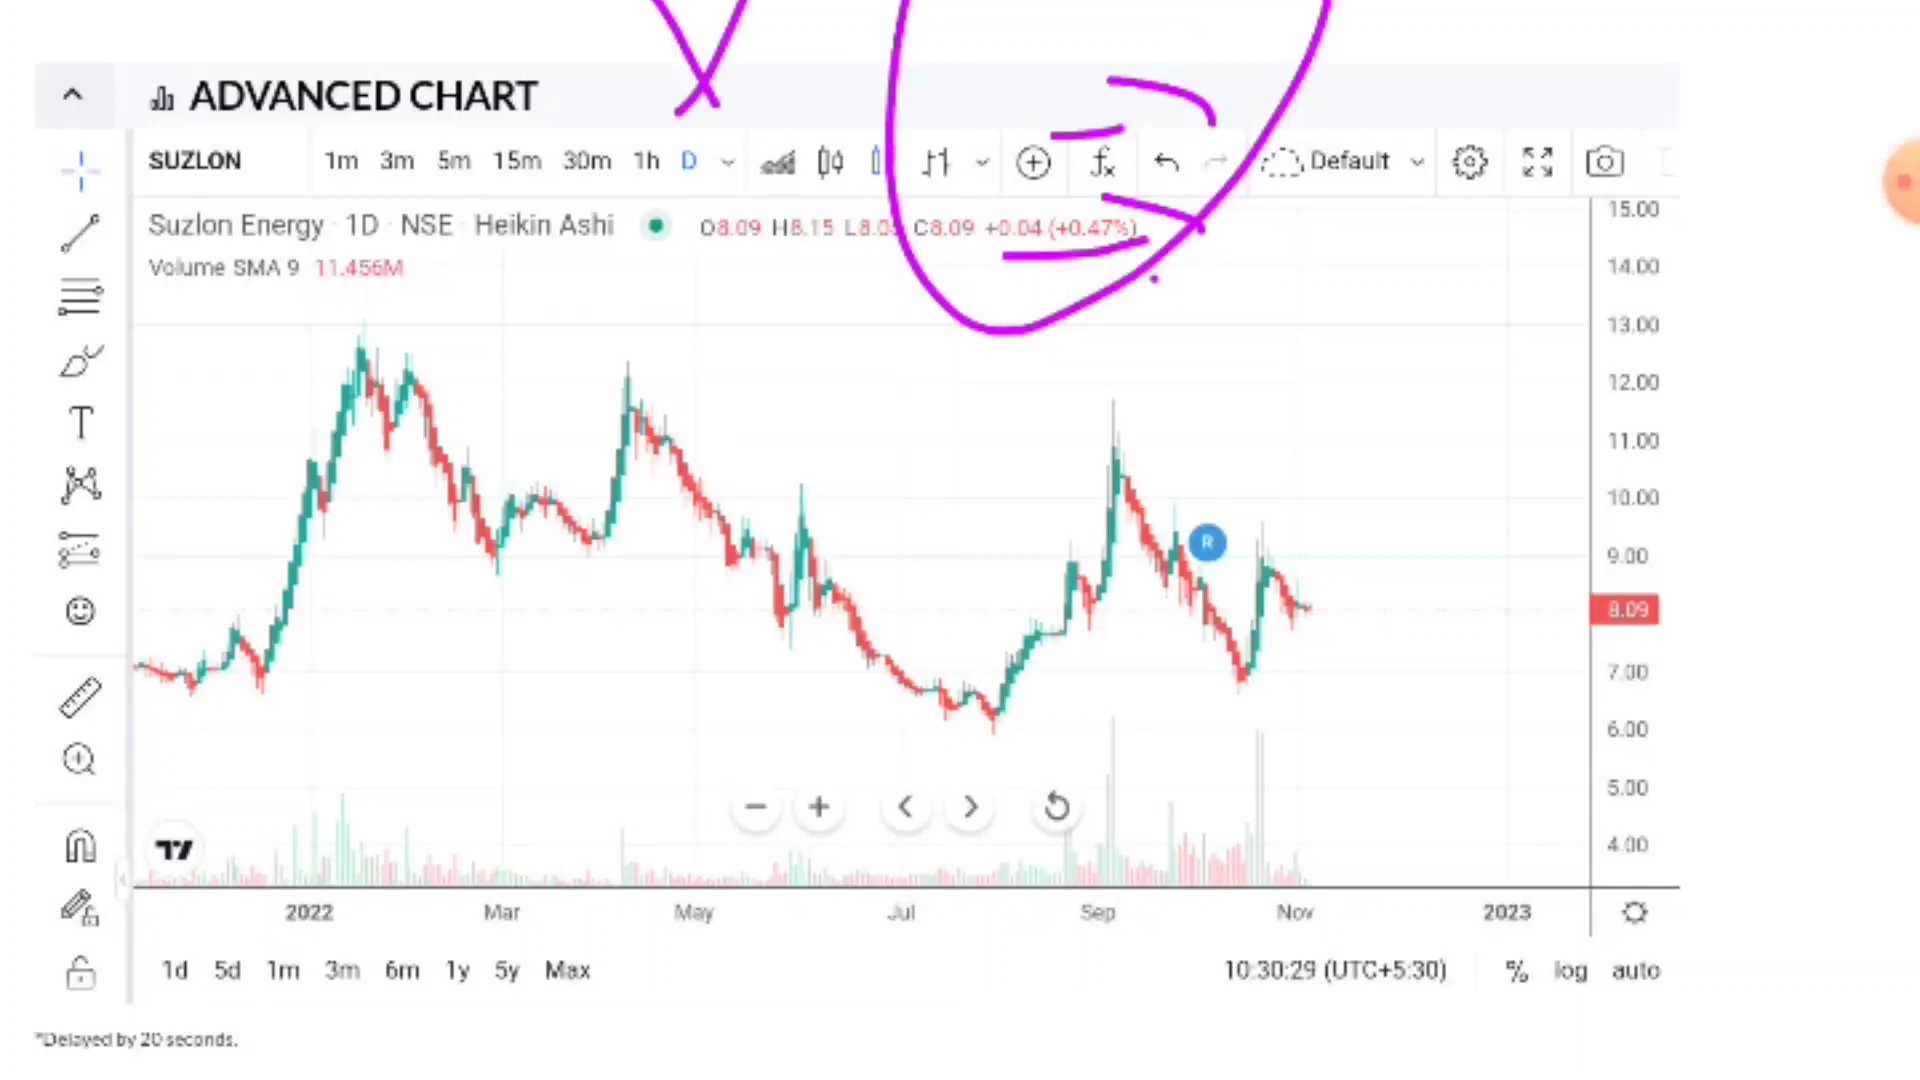 ADVANCED CHART
SUZLON 1m 3m 5m 15m 30m 1h D fx Default
Suzlon Energy · 1D · NSE · Heikin Ashi O8.09 H8.15 C8.09 +0.04 (+0.47%)
Volume SMA 9 11.456M
15.00
14.00
13.00
12.00
11.00
10.00
R
9.00
8.09
7.00
6.00
5.00
4.00
2022 Mar May Jul Sep Nov 2023
1d 5d 1m 3m 6m 1y 5y Max 10:30:29 (UTC+5:30) % log auto
*Delayed by 20 seconds.